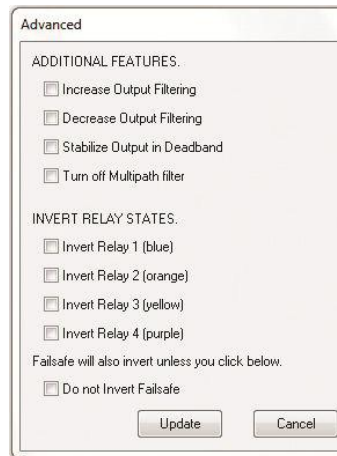 Advanced
ADDITIONAL FEATURES.
Increase Output Filtering
Decrease Output Filtering
Stabilize Output in Deadband
Turn off Multipath filter
INVERT RELAY STATES.
Invert Relay 1 (blue)
Invert Relay 2 (orange)
Invert Relay 3 (yellow)
Invert Relay 4 (purple)
Failsafe will also invert unless you click below.
Do not Invert Failsafe
Update
Cancel